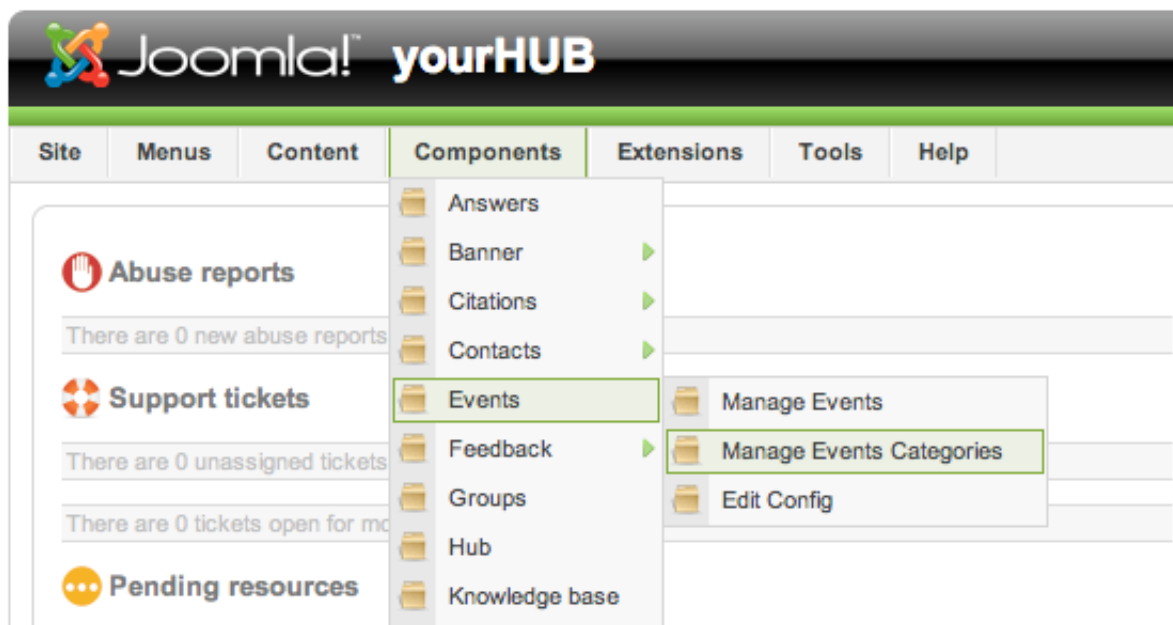 Joomla!™ yourHUB
Site Menus Content Components Extensions Tools Help
Answers
Banner
Citations
Contacts
Events
Feedback
Groups
Hub
Knowledge base
Manage Events
Manage Events Categories
Edit Config
Abuse reports
There are 0 new abuse reports
Support tickets
There are 0 unassigned tickets
There are 0 tickets open for
Pending resources